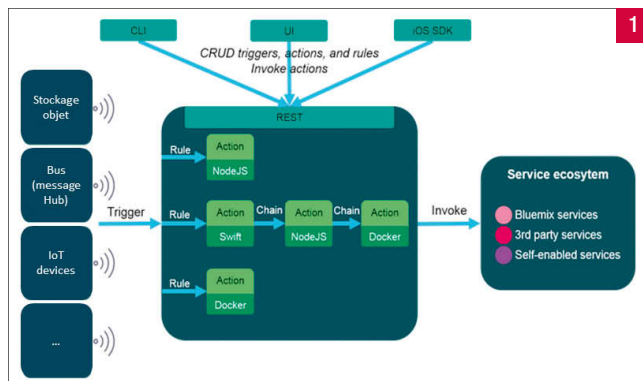 1
CLI
UI
iOS SDK
CRUD triggers, actions, and rules
Invoke actions
REST
Stockage
objet
Bus
(message
Hub)
IoT
devices
...
Trigger
Rule
Action
NodeJS
Rule
Action
Swift
Chain
Action
NodeJS
Chain
Action
Docker
Rule
Action
Docker
Invoke
Service ecosytem
Bluemix services
3rd party services
Self-enabled services